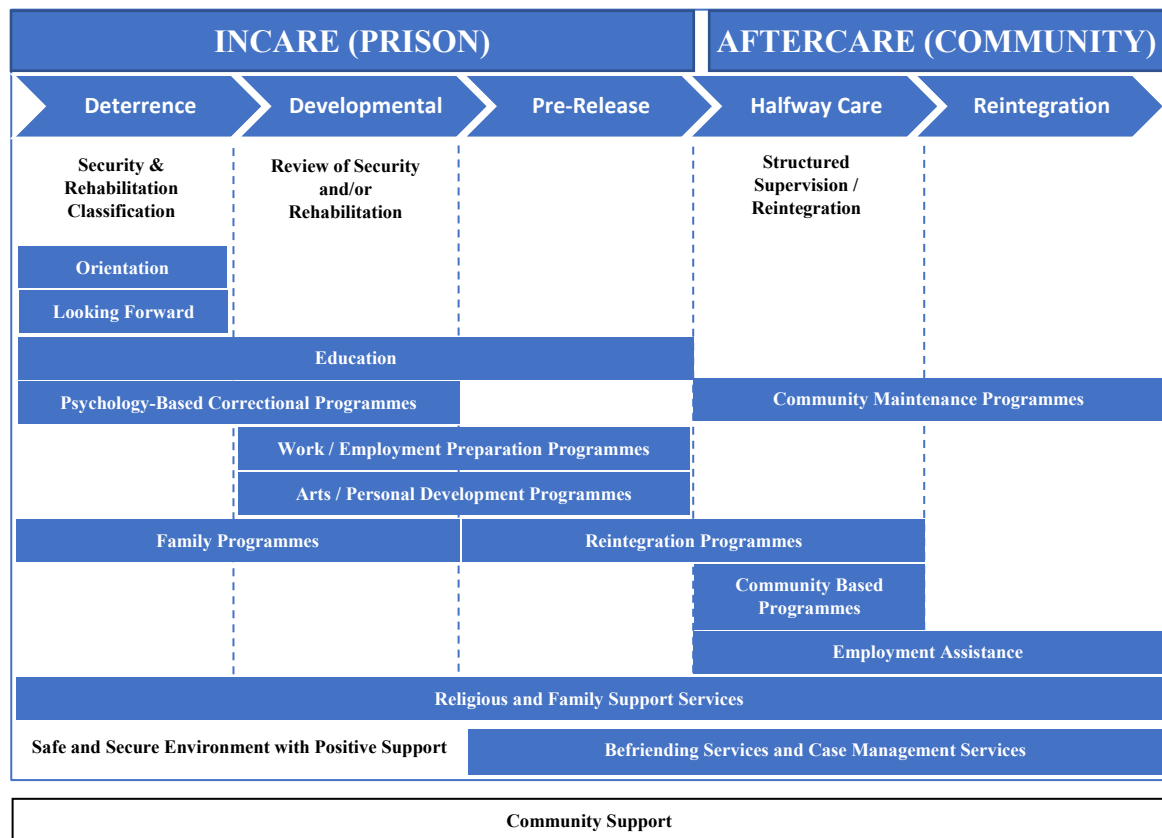 INCARE (PRISON)
AFTERCARE (COMMUNITY)
Deterrence
Developmental
Pre-Release
Halfway Care
Reintegration
Security &
Rehabilitation
Classification
Review of Security
and/or
Rehabilitation
Structured
Supervision /
Reintegration
Orientation
Looking Forward
Education
Psychology-Based Correctional Programmes
Community Maintenance Programmes
Work / Employment Preparation Programmes
Arts / Personal Development Programmes
Family Programmes
Reintegration Programmes
Community Based
Programmes
Employment Assistance
Religious and Family Support Services
Safe and Secure Environment with Positive Support
Befriending Services and Case Management Services
Community Support